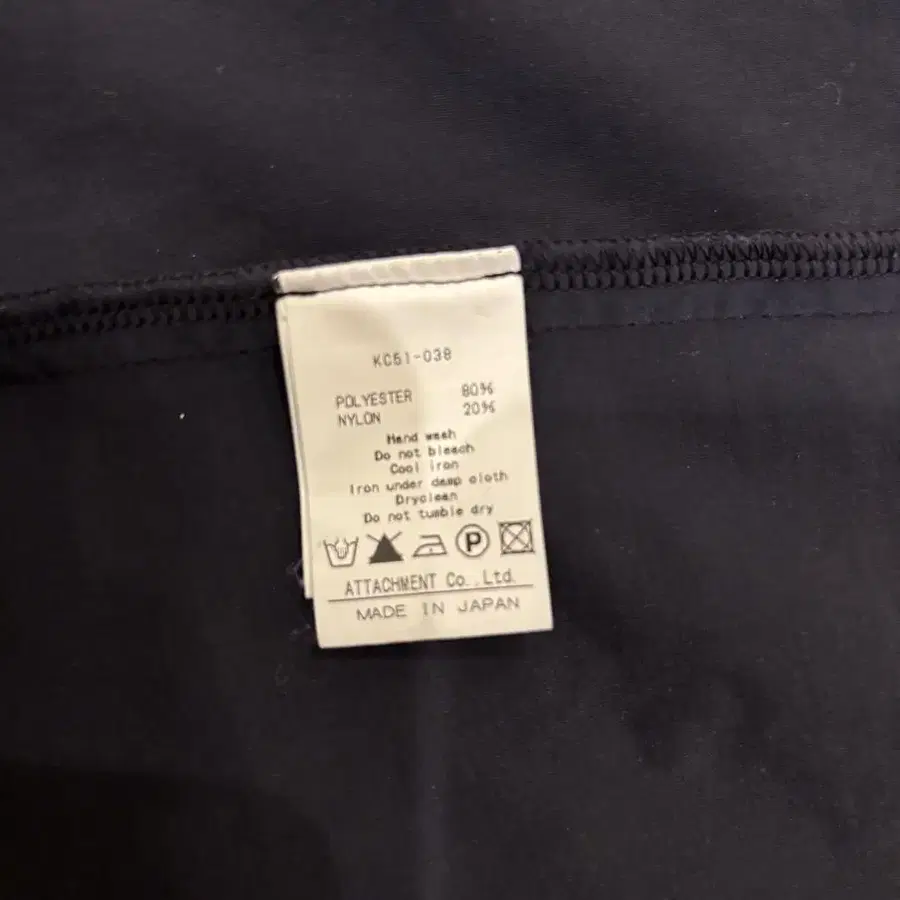 KC51-038
POLYESTER 80%
NYLON 20%
Hand wash
Do not bleach
Cool iron
Iron under damp cloth
Dryclean
Do not tumble dry
P
ATTACHMENT Co.,Ltd.
MADE IN JAPAN